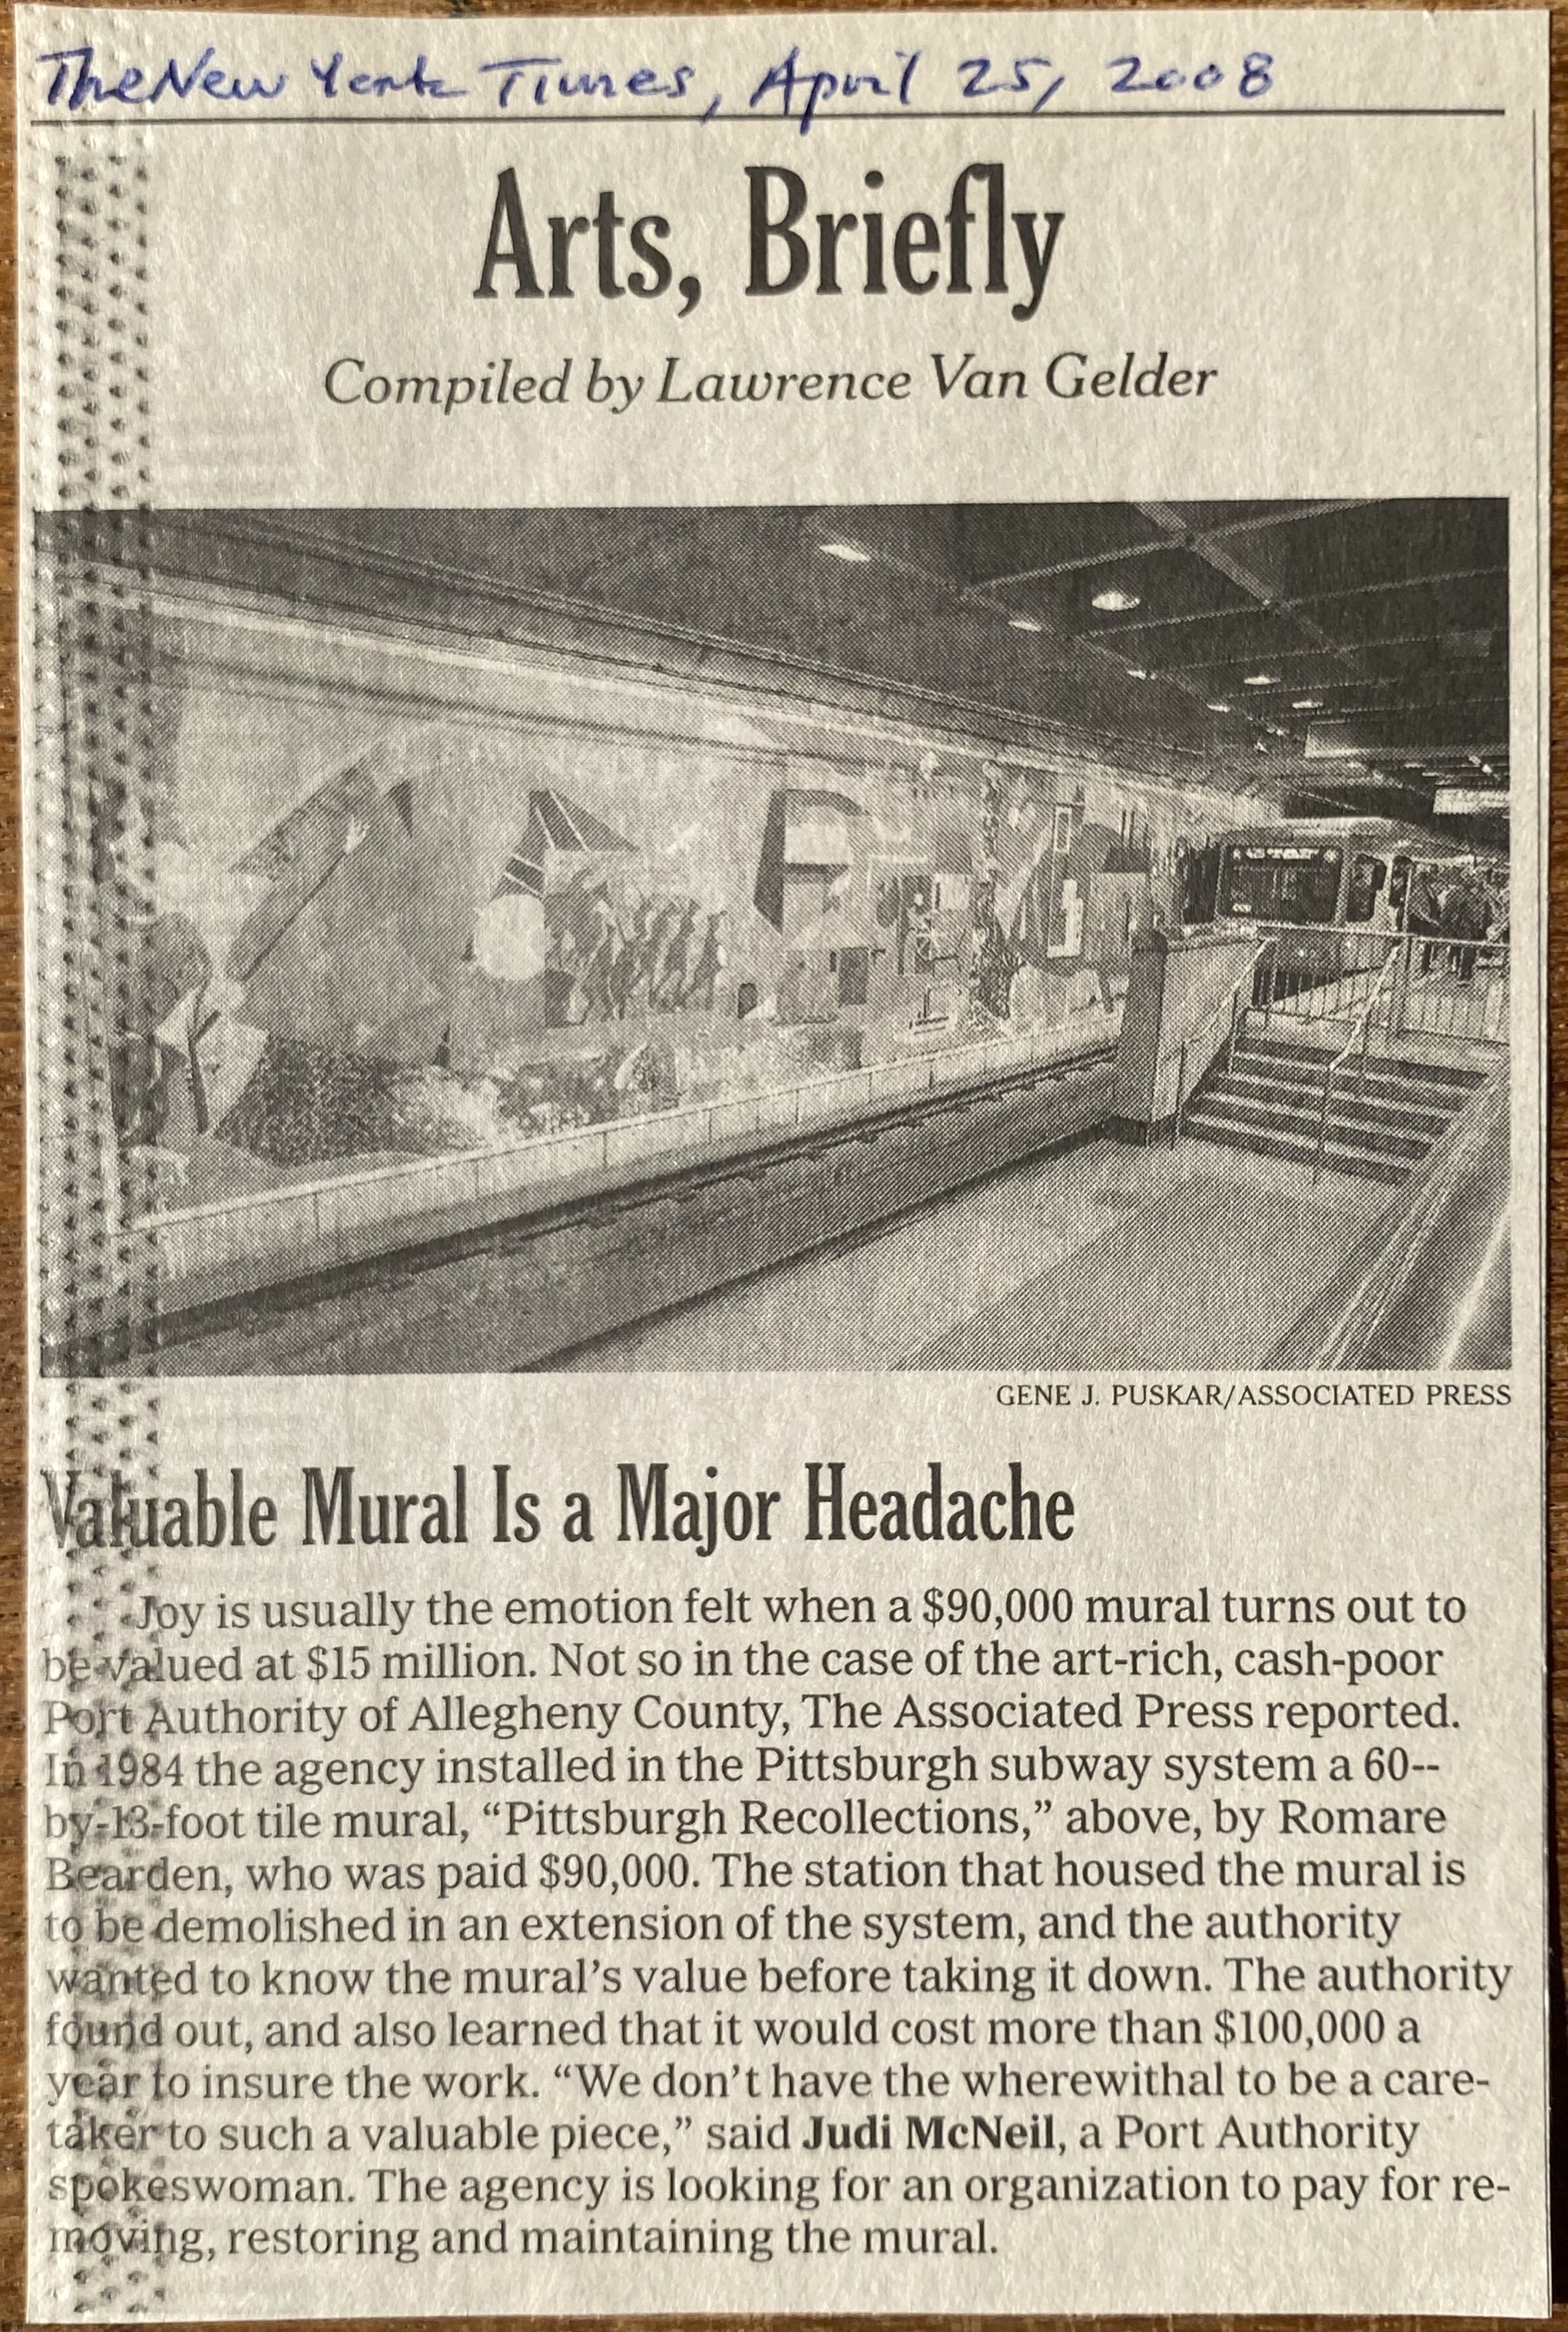 The New York Times, April 25, 2008
Arts, Briefly
Compiled by Lawrence Van Gelder
GENE J. PUSKAR/ASSOCIATED PRESS
Valuable Mural Is a Major Headache
Joy is usually the emotion felt when a $90,000 mural turns out to
be valued at $15 million. Not so in the case of the art-rich, cash-poor
Port Authority of Allegheny County, The Associated Press reported.
In 1984 the agency installed in the Pittsburgh subway system a 60--
by-13-foot tile mural, “Pittsburgh Recollections,” above, by Romare
Bearden, who was paid $90,000. The station that housed the mural is
to be demolished in an extension of the system, and the authority
wanted to know the mural’s value before taking it down. The authority
found out, and also learned that it would cost more than $100,000 a
year to insure the work. “We don’t have the wherewithal to be a care-
taker to such a valuable piece,” said Judi McNeil, a Port Authority
spokeswoman. The agency is looking for an organization to pay for re-
moving, restoring and maintaining the mural.